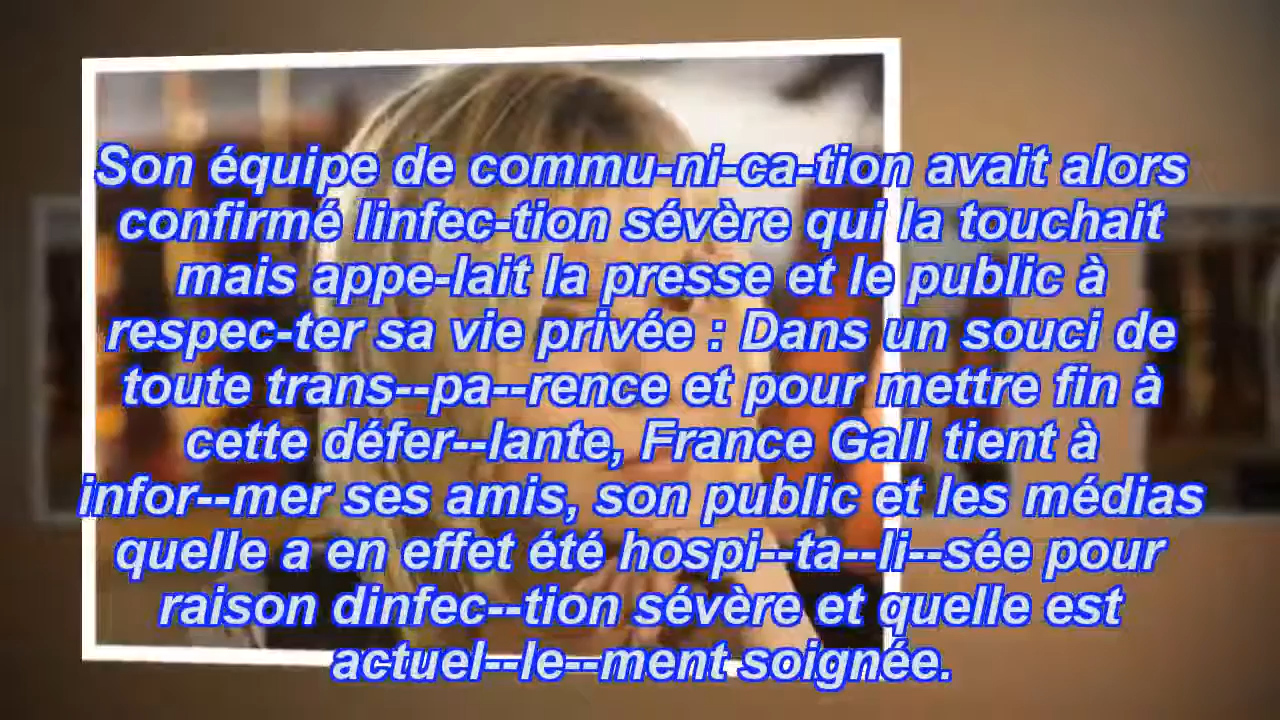 Son équipe de commu-ni-ca-tion avait alors
confirmé linfec-tion sévère qui la touchait
mais appe-lait la presse et le public à
respec-ter sa vie privée : Dans un souci de
toute trans--pa--rence et pour mettre fin à
cette défer--lante, France Gall tient à
infor--mer ses amis, son public et les médias
quelle a en effet été hospi--ta--li--sée pour
raison dinfec--tion sévère et quelle est
actuel--le--ment soignée.